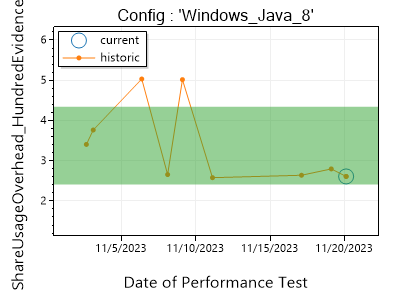 Config : 'Windows_Java_8'
ShareUsageOverhead_HundredEvidence
current
historic
6
5
4
3
2
11/5/2023
11/10/2023
11/15/2023
11/20/2023
Date of Performance Test